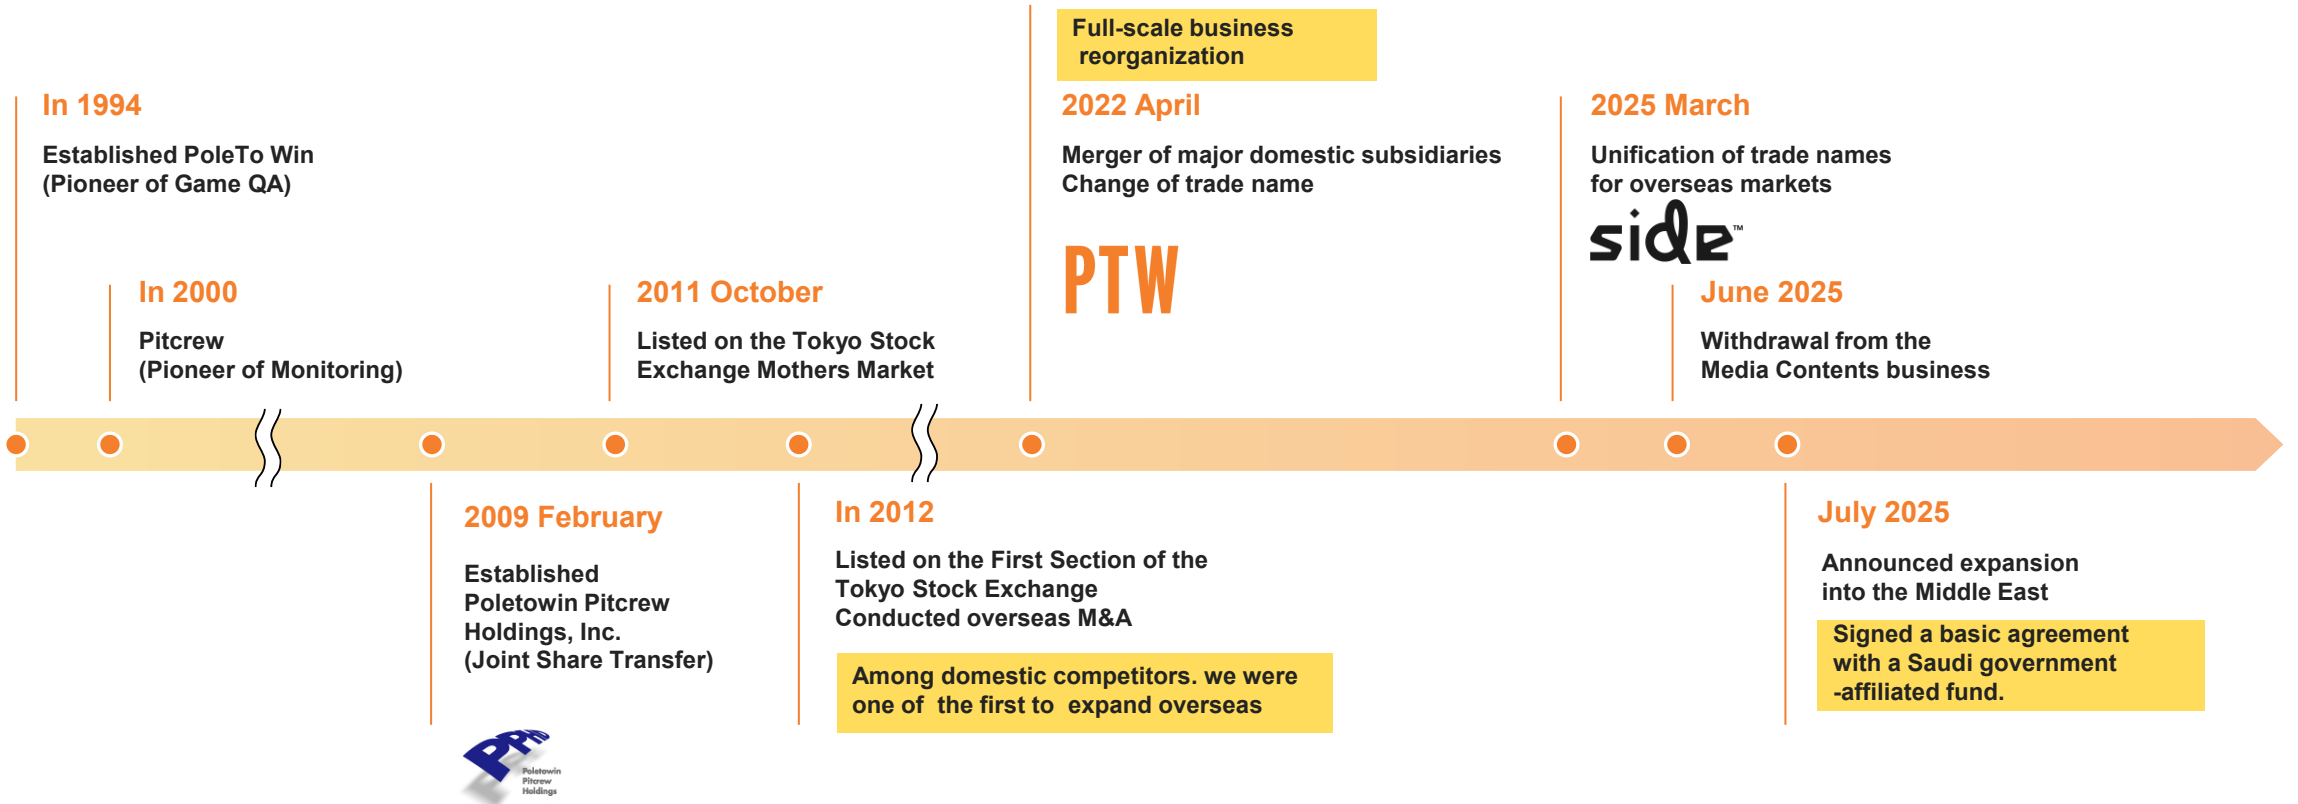 In 1994
Established PoleTo Win
(Pioneer of Game QA)
In 2000
Pitcrew
(Pioneer of Monitoring)
2009 February
Established
Poletowin Pitcrew
Holdings, Inc.
(Joint Share Transfer)
PPHD
Poletowin
Pitcrew
Holdings
2011 October
Listed on the Tokyo Stock
Exchange Mothers Market
In 2012
Listed on the First Section of the
Tokyo Stock Exchange
Conducted overseas M&A
Among domestic competitors. we were
one of the first to expand overseas
Full-scale business
reorganization
2022 April
Merger of major domestic subsidiaries
Change of trade name
PTW
2025 March
Unification of trade names
for overseas markets
side™
June 2025
Withdrawal from the
Media Contents business
July 2025
Announced expansion
into the Middle East
Signed a basic agreement
with a Saudi government
-affiliated fund.